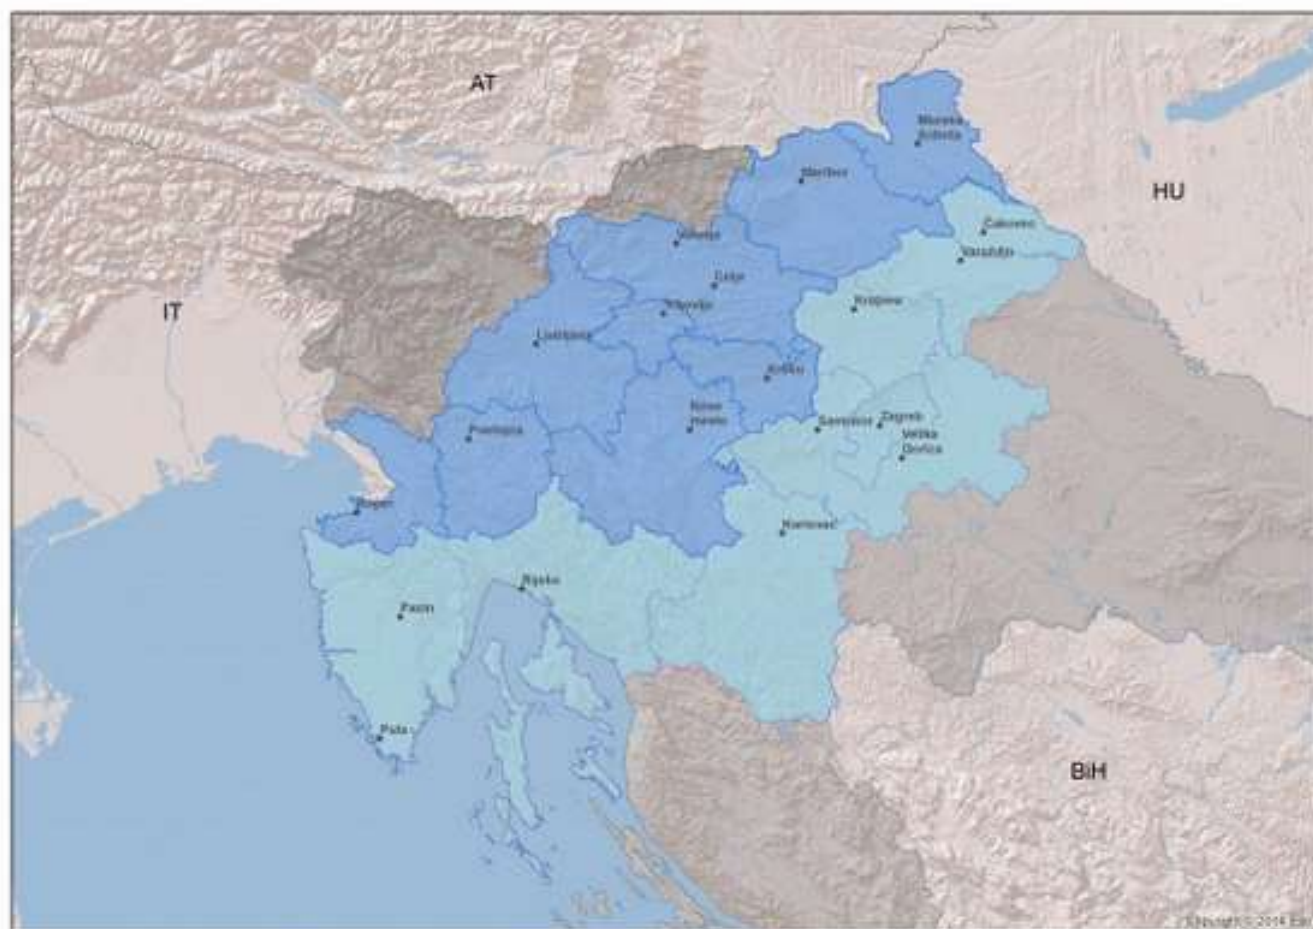 AT
Murska
Sobota
Maribor
HU
Čakovec
Varaždin
Velenje
Celje
Krapina
IT
Trbovlje
Ljubljana
Krško
Novo
mesto
Postojna
Samobor
Zagreb
Velika
Gorica
Koper
Karlovac
Rijeka
Pazin
Pula
BiH